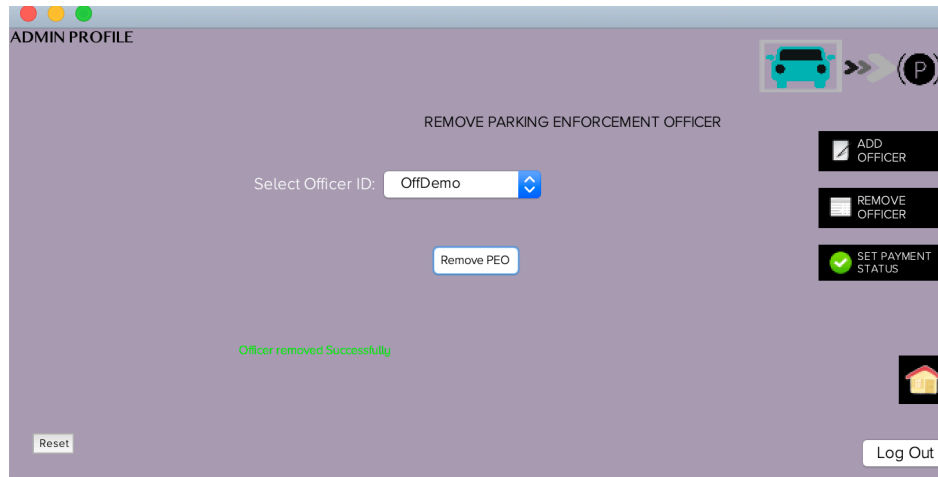 ADMIN PROFILE
(P)
REMOVE PARKING ENFORCEMENT OFFICER
ADD
OFFICER
Select Officer ID: OffDemo
REMOVE
OFFICER
Remove PEO
SET PAYMENT
STATUS
Officer removed Successfully
Reset
Log Out